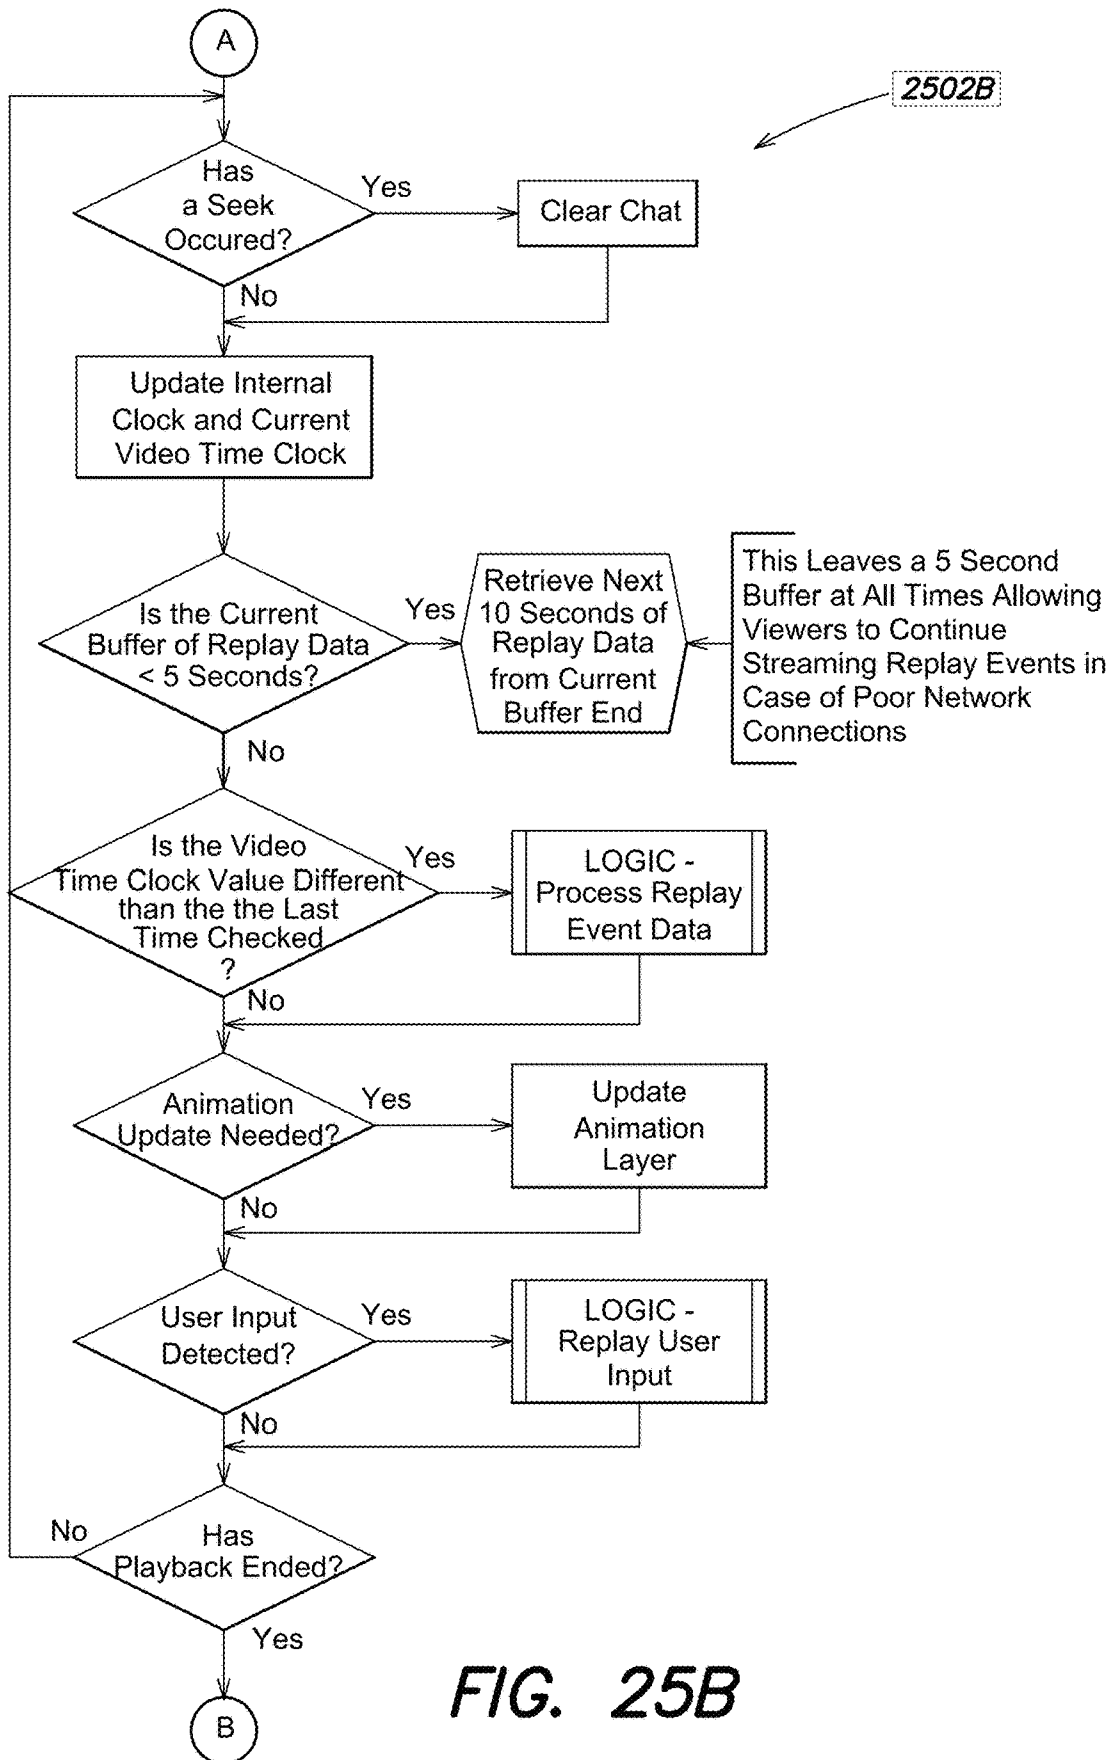 A
2502B
Has
a Seek
Occured?
Yes
Clear Chat
No
Update Internal
Clock and Current
Video Time Clock
Is the Current
Buffer of Replay Data
< 5 Seconds?
Yes
Retrieve Next
10 Seconds of
Replay Data
from Current
Buffer End
This Leaves a 5 Second
Buffer at All Times Allowing
Viewers to Continue
Streaming Replay Events in
Case of Poor Network
Connections
No
Is the Video
Time Clock Value Different
than the the Last
Time Checked
?
Yes
LOGIC -
Process Replay
Event Data
No
Animation
Update Needed?
Yes
Update
Animation
Layer
No
User Input
Detected?
Yes
LOGIC -
Replay User
Input
No
Has
Playback Ended?
No
Yes
B
FIG. 25B